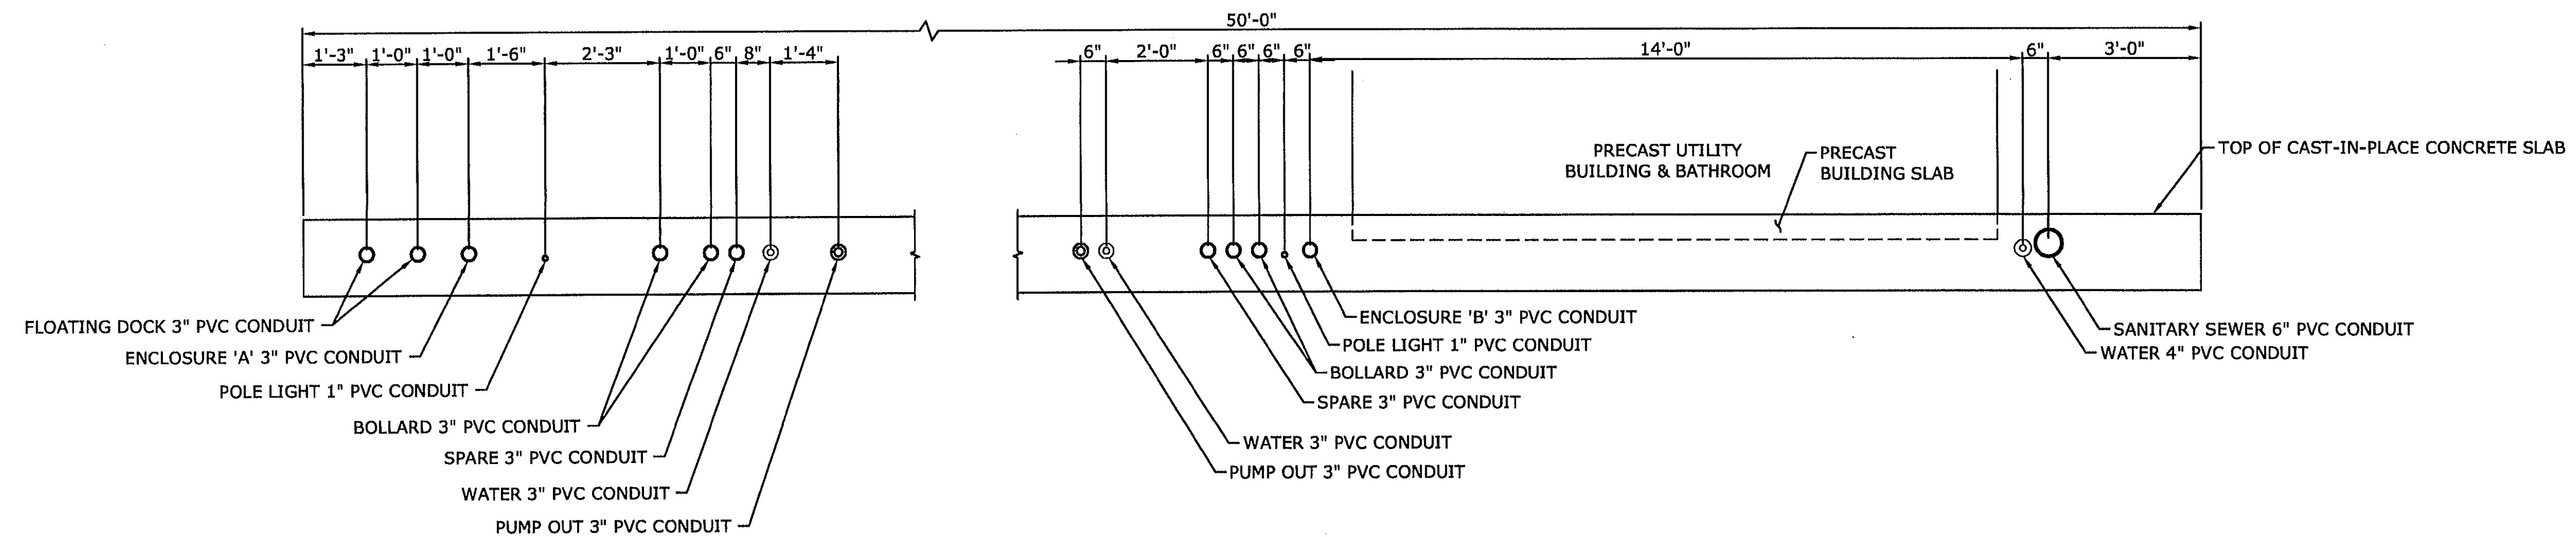 50'-0"
1'-3" 1'-0" 1'-0" 1'-6" 2'-3" 1'-0" 6" 8" 1'-4" 6" 2'-0" 6" 6" 6" 6" 14'-0" 6" 3'-0"
PRECAST UTILITY
BUILDING & BATHROOM
PRECAST
BUILDING SLAB
TOP OF CAST-IN-PLACE CONCRETE SLAB
FLOATING DOCK 3" PVC CONDUIT
ENCLOSURE 'A' 3" PVC CONDUIT
POLE LIGHT 1" PVC CONDUIT
BOLLARD 3" PVC CONDUIT
SPARE 3" PVC CONDUIT
WATER 3" PVC CONDUIT
PUMP OUT 3" PVC CONDUIT
ENCLOSURE 'B' 3" PVC CONDUIT
POLE LIGHT 1" PVC CONDUIT
BOLLARD 3" PVC CONDUIT
SPARE 3" PVC CONDUIT
WATER 3" PVC CONDUIT
PUMP OUT 3" PVC CONDUIT
SANITARY SEWER 6" PVC CONDUIT
WATER 4" PVC CONDUIT